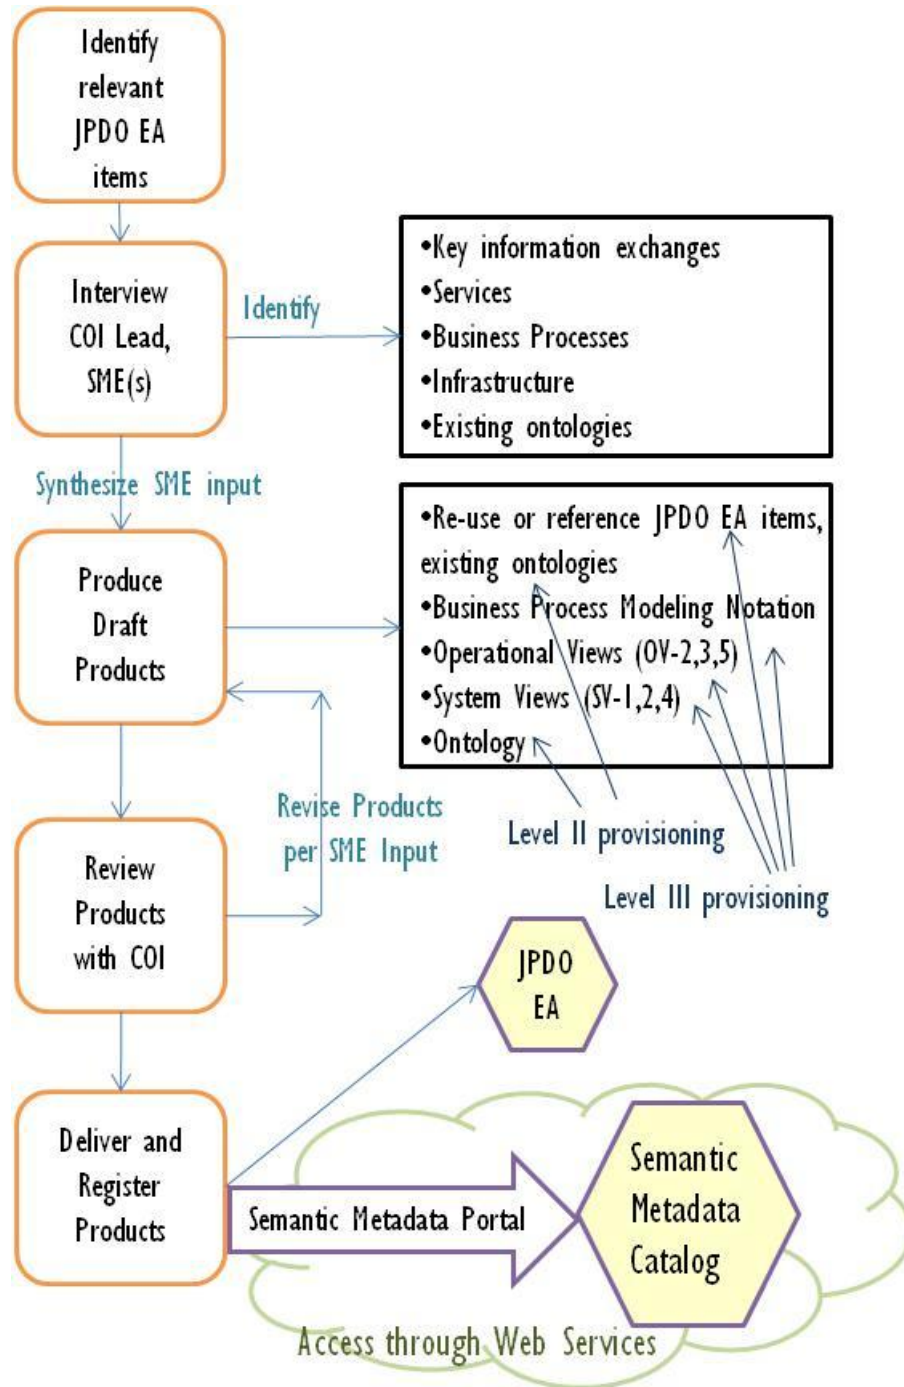 Identify
relevant
JPDO EA
items
Interview
COI Lead,
SME(s)
Identify
•Key information exchanges
•Services
•Business Processes
•Infrastructure
•Existing ontologies
Synthesize SME input
Produce
Draft
Products
•Re-use or reference JPDO EA items,
existing ontologies
•Business Process Modeling Notation
•Operational Views (OV-2,3,5)
•System Views (SV-1,2,4)
•Ontology
Revise Products
per SME Input
Level II provisioning
Level III provisioning
Review
Products
with COI
JPDO
EA
Deliver and
Register
Products
Semantic Metadata Portal
Semantic
Metadata
Catalog
Access through Web Services